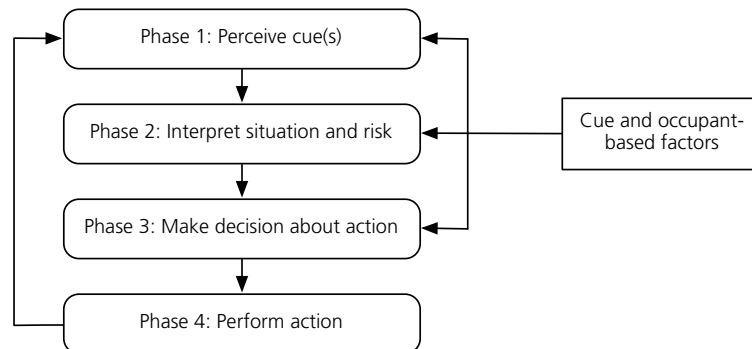 Phase 1: Perceive cue(s)
Phase 2: Interpret situation and risk
Cue and occupant-
based factors
Phase 3: Make decision about action
Phase 4: Perform action